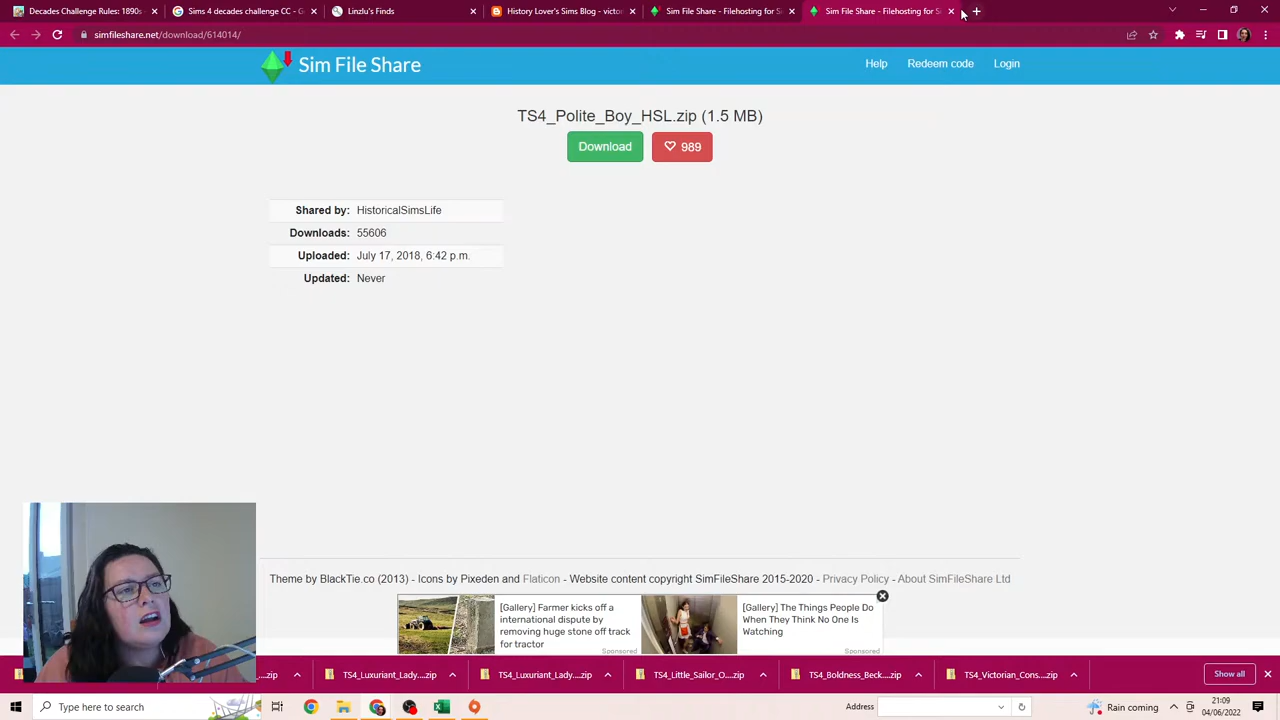 Decades Challenge Rules: 1890s
Sims 4 decades challenge CC - G
Linzlu's Finds
History Lover's Sims Blog - victor
Sim File Share - Filehosting for S
Sim File Share - Filehosting for S
simfileshare.net/download/614014/
Sim File Share
Help
Redeem code
Login
TS4_Polite_Boy_HSL.zip (1.5 MB)
Download
989
Shared by: HistoricalSimsLife
Downloads: 55606
Uploaded: July 17, 2018, 6:42 p.m.
Updated: Never
Theme by BlackTie.co (2013) - Icons by Pixeden and Flaticon - Website content copyright SimFileShare 2015-2020 - Privacy Policy - About SimFileShare Ltd
[Gallery] Farmer kicks off a
international dispute by
removing huge stone off track
for tractor
Sponsored
[Gallery] The Things People Do
When They Think No One Is
Watching
Sponsored
....zip
TS4_Luxuriant_Lady....zip
TS4_Luxuriant_Lady....zip
TS4_Little_Sailor_O....zip
TS4_Boldness_Beck....zip
TS4_Victorian_Cons....zip
Show all
Type here to search
Address
Rain coming
21:09
04/06/2022